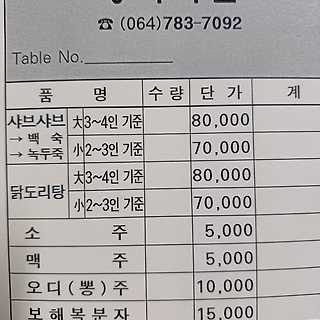 ☎ (064)783-7092
Table No.
품 명 수 량 단 가 계
샤브샤브 大 3~4인 기준 80,000
→ 백 숙
→ 녹두죽 小 2~3인 기준 70,000
닭도리탕 大 3~4인 기준 80,000
小 2~3인 기준 70,000
소 주 5,000
맥 주 5,000
오 디 ( 뽕 ) 주 10,000
보 해 복 분 자 15,000